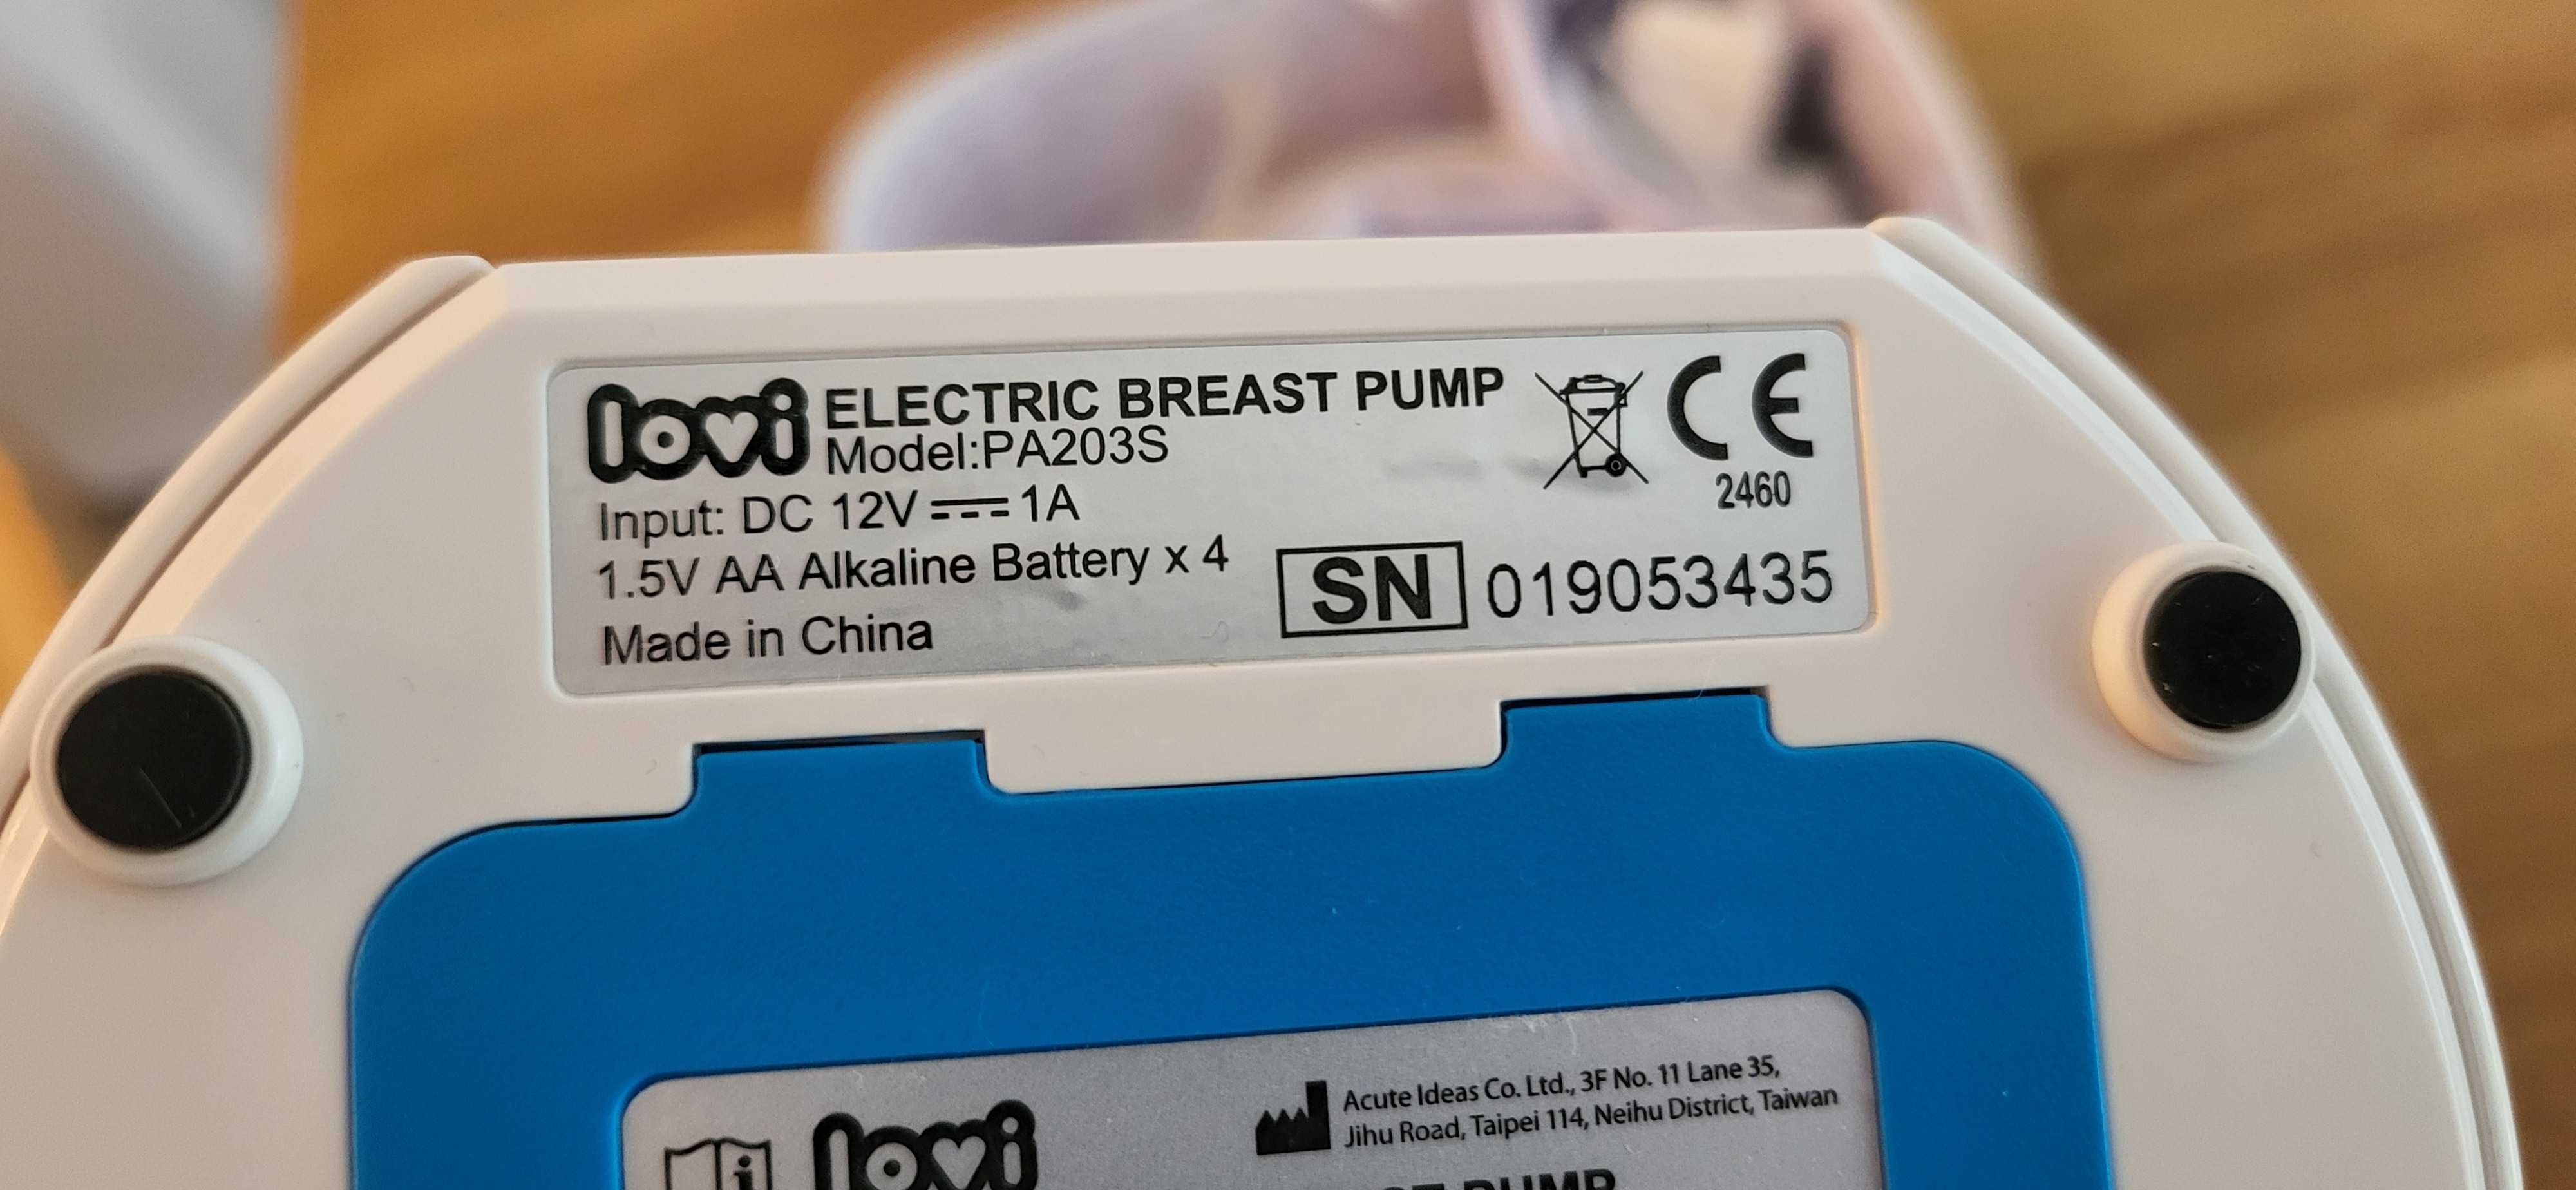 lovi ELECTRIC BREAST PUMP
Model:PA203S
Input: DC 12V ⎓ 1A
1.5V AA Alkaline Battery x 4
Made in China
CE
2460
SN 019053435
Acute Ideas Co. Ltd., 3F No. 11 Lane 35,
Jihu Road, Taipei 114, Neihu District, Taiwan
i lovi
PUMP